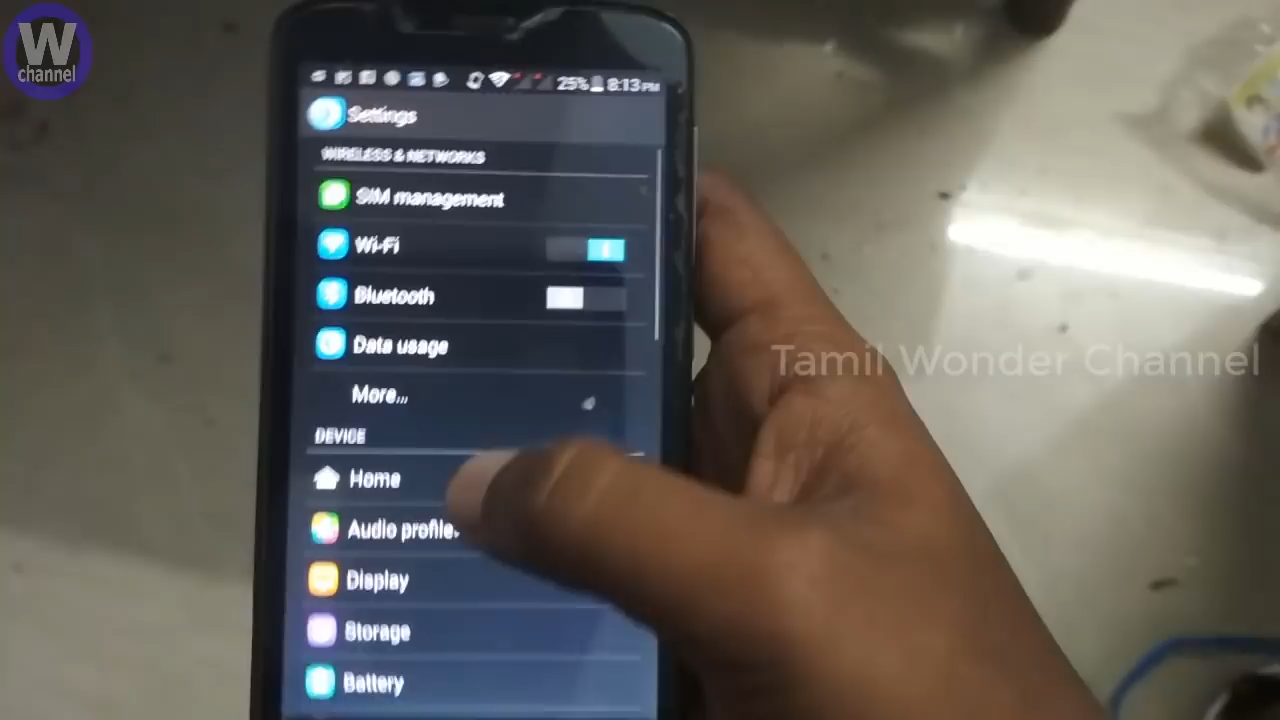 W
channel
25% 8:13 PM
Settings
WIRELESS & NETWORKS
SIM management
Wi-Fi
Bluetooth
Data usage
More...
Tamil Wonder Channel
DEVICE
Home
Audio profile
Display
Storage
Battery